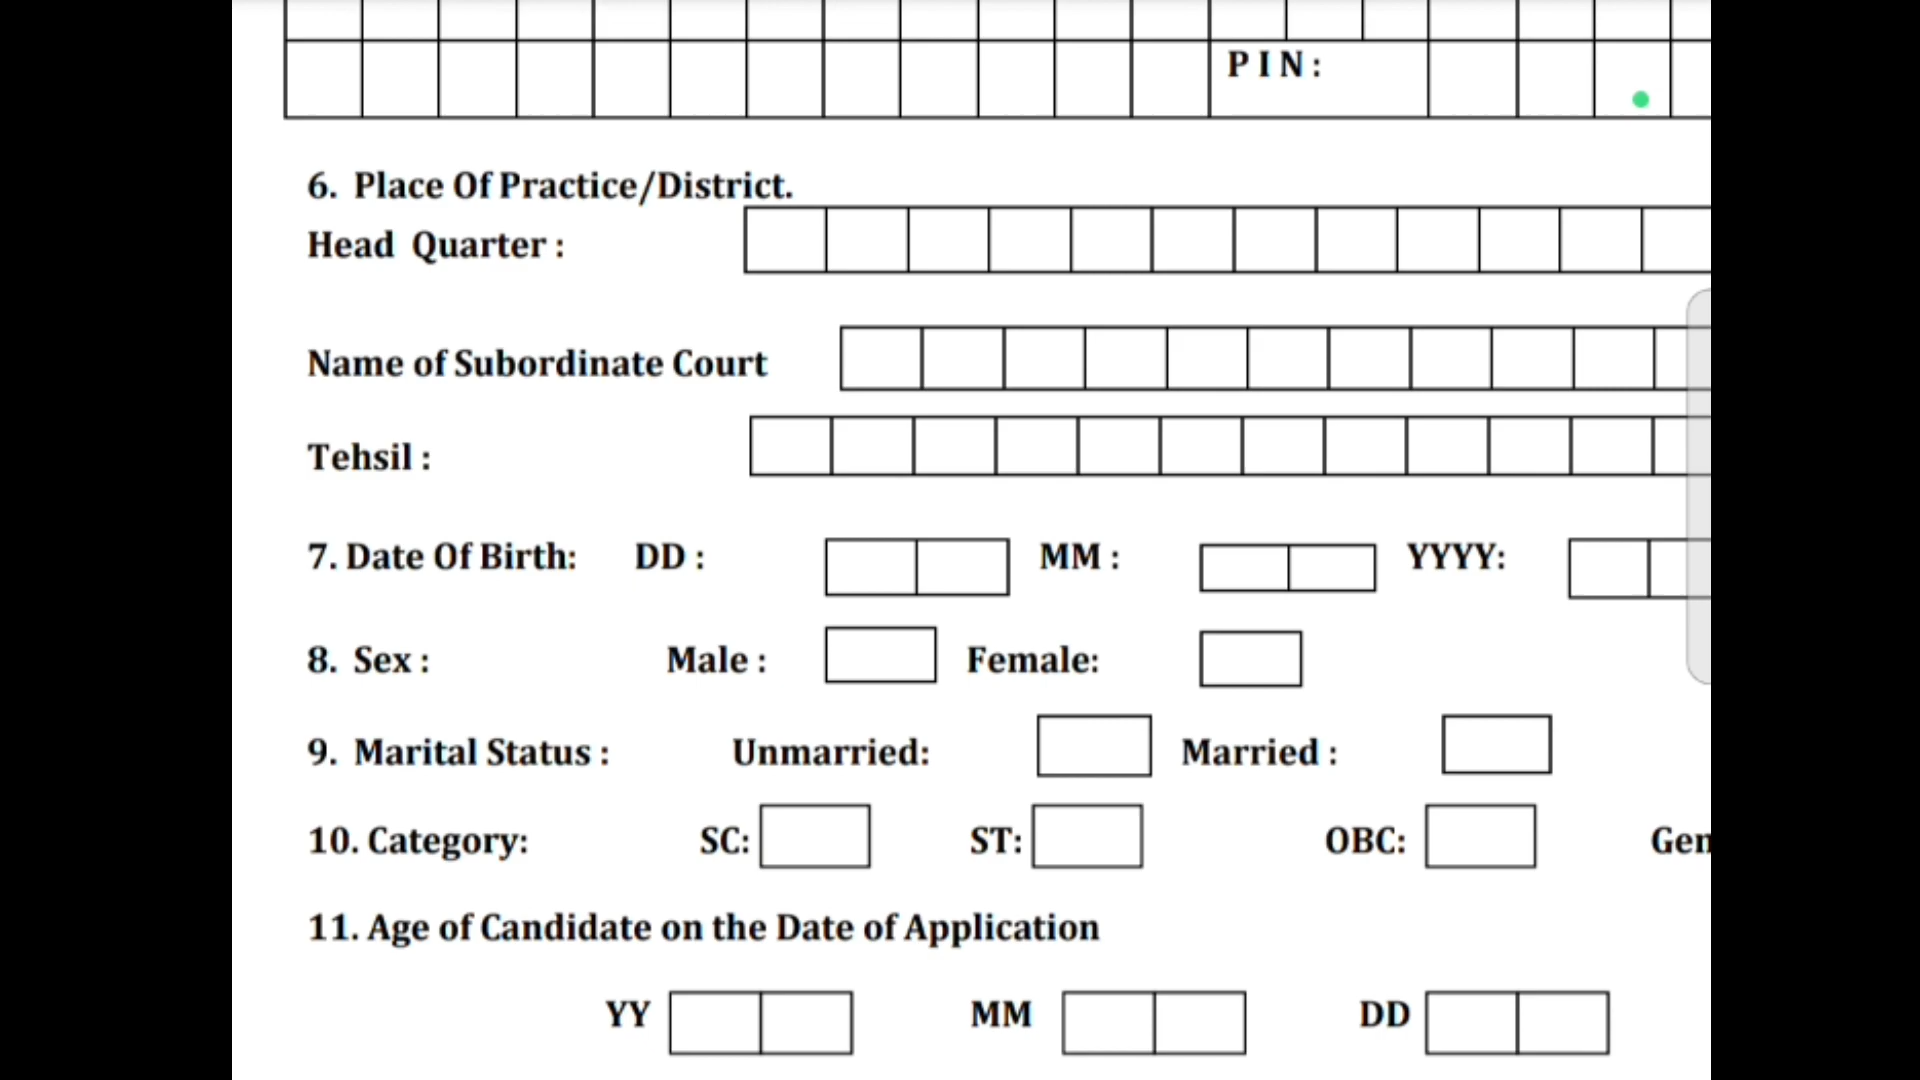 P I N :
6. Place Of Practice/District.
Head Quarter :
Name of Subordinate Court
Tehsil :
7. Date Of Birth: DD : MM : YYYY:
8. Sex : Male : Female:
9. Marital Status : Unmarried: Married :
10. Category: SC: ST: OBC: Gen
11. Age of Candidate on the Date of Application
YY MM DD